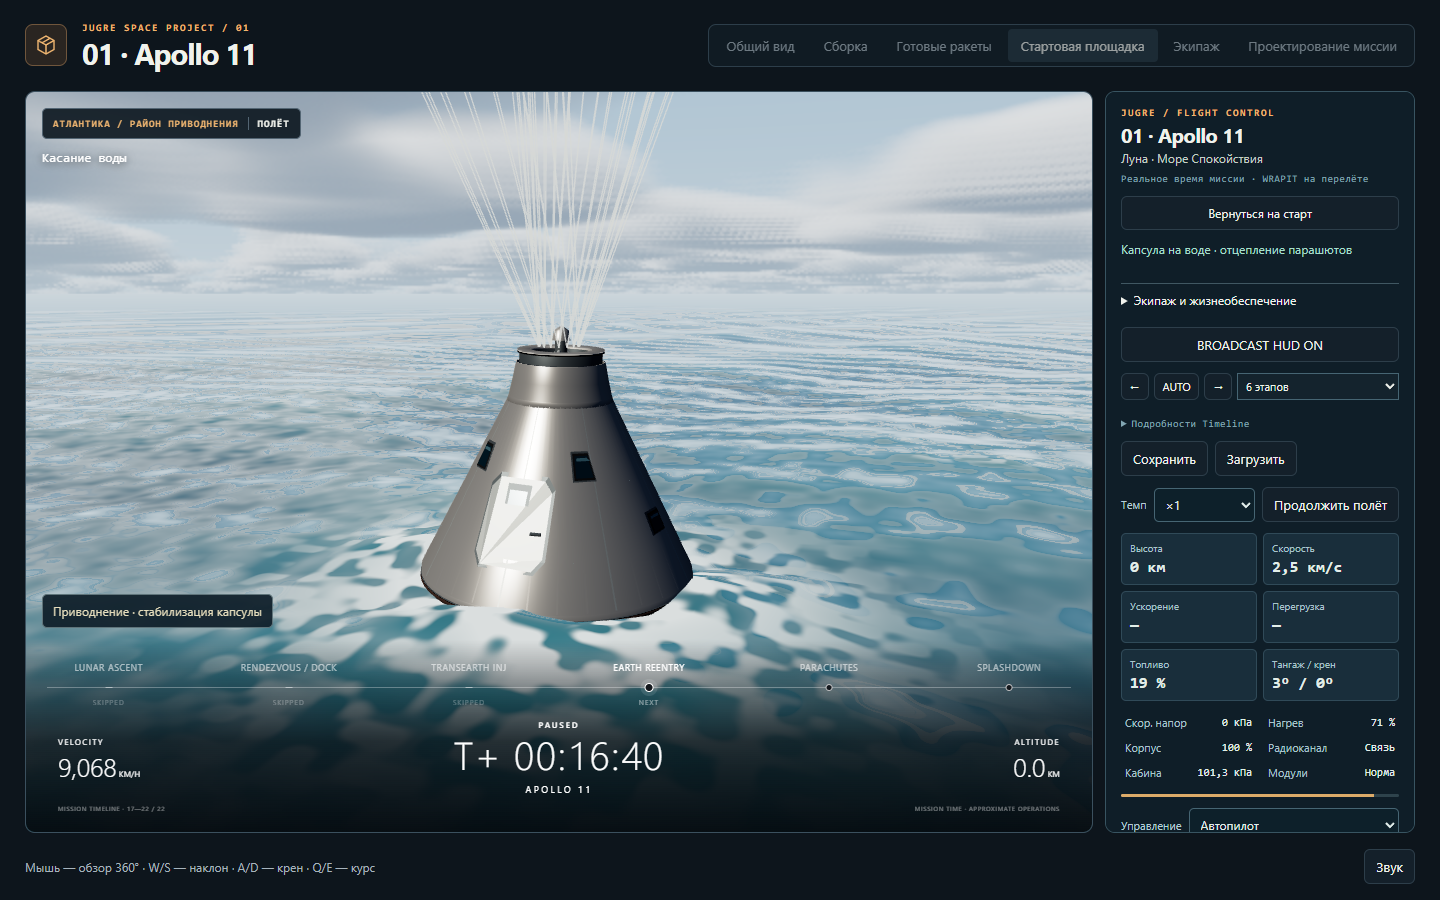 JUGRE SPACE PROJECT / 01
01 · Apollo 11
Общий вид
Сборка
Готовые ракеты
Стартовая площадка
Экипаж
Проектирование миссии
АТЛАНТИКА / РАЙОН ПРИВОДНЕНИЯ | ПОЛЁТ
Касание воды
Приводнение · стабилизация капсулы
LUNAR ASCENT
RENDEZVOUS / DOCK
TRANSEARTH INJ
EARTH REENTRY
PARACHUTES
SPLASHDOWN
SKIPPED
SKIPPED
SKIPPED
NEXT
PAUSED
T+ 00:16:40
APOLLO 11
VELOCITY
9,068 KM/H
ALTITUDE
0.0 KM
MISSION TIMELINE · 17—22 / 22
MISSION TIME · APPROXIMATE OPERATIONS
JUGRE / FLIGHT CONTROL
01 · Apollo 11
Луна · Море Спокойствия
Реальное время миссии · WRAPIT на перелёте
Вернуться на старт
Капсула на воде · отцепление парашютов
▶ Экипаж и жизнеобеспечение
BROADCAST HUD ON
← AUTO → 6 этапов
▶ Подробности Timeline
Сохранить
Загрузить
Темп ×1 Продолжить полёт
Высота
0 км
Скорость
2,5 км/с
Ускорение
—
Перегрузка
—
Топливо
19 %
Тангаж / крен
3° / 0°
Скор. напор 0 кПа Нагрев 71 %
Корпус 100 % Радиоканал Связь
Кабина 101,3 кПа Модули Норма
Управление Автопилот
Мышь — обзор 360° · W/S — наклон · A/D — крен · Q/E — курс
Звук